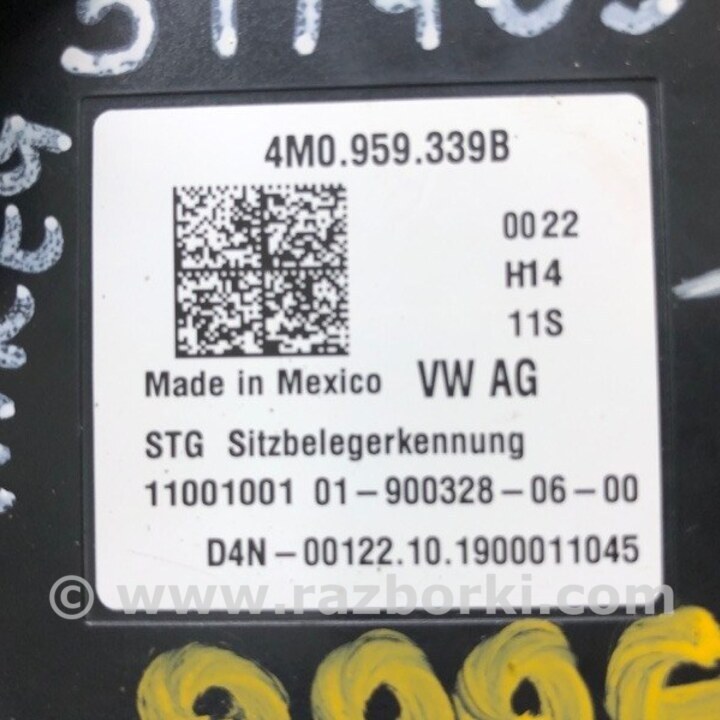 4M0.959.339B
0022
H14
11S
Made in Mexico VW AG
STG Sitzbelegerkennung
11001001 01-900328-06-00
D4N-00122.10.1900011045
© www.razborki.com